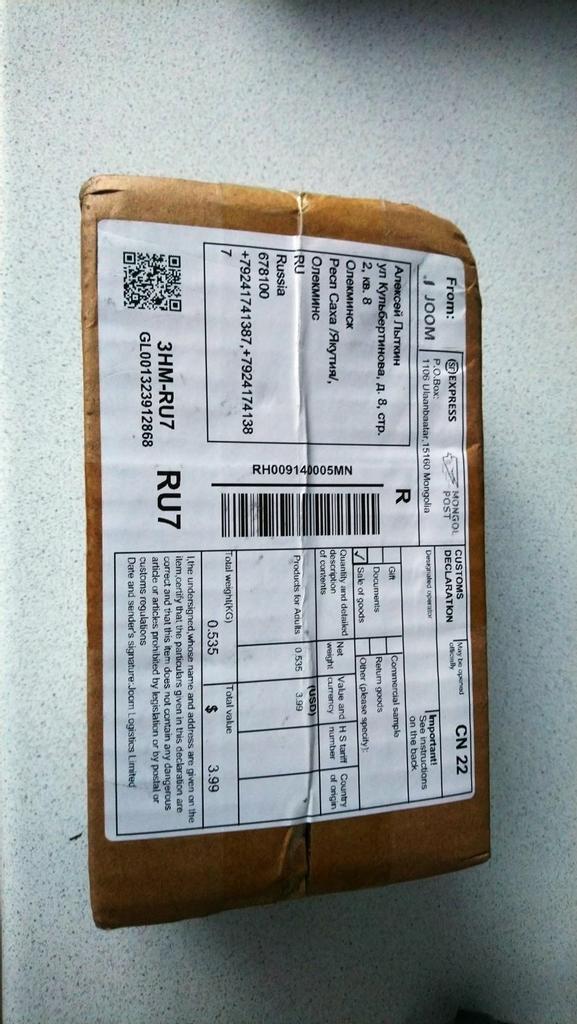 From:
JOOM
SF EXPRESS
MONGOL
POST
P.O.Box:
1106 Ulaanbaatar,15160 Mongolia
Алексей Лыткин
ул Кульбертинова, д. 8, стр.
2, кв. 8
Олекминск
Респ Саха /Якутия/,
Олекминс
RU
Russia
678100
+79241741387,+7924174138
7
R
RH009140005MN
3HM-RU7
GL001323912868
RU7
CUSTOMS
DECLARATION
May be opened
officially
CN 22
Designated operator
Important!
See instructions
on the back
Gift
Commercial sample
Documents
Return goods
✓ Sale of goods
Other (please specify):
Quantity and detailed
description
of contents
Net
weight
Value and
currency
(USD)
H S tariff
number
Country
of origin
Products for Adults 0.535 3.99
Total weight(KG)
0.535
Total value
$ 3.99
I,the undersigned,whose name and address are given on the
item,certify that the particulars given in this declaration are
correct and that this item does not contain any dangerous
article or articles prohibited by legislation or by postal or
customs regulations
Date and sender's signature:Joom Logistics Limited